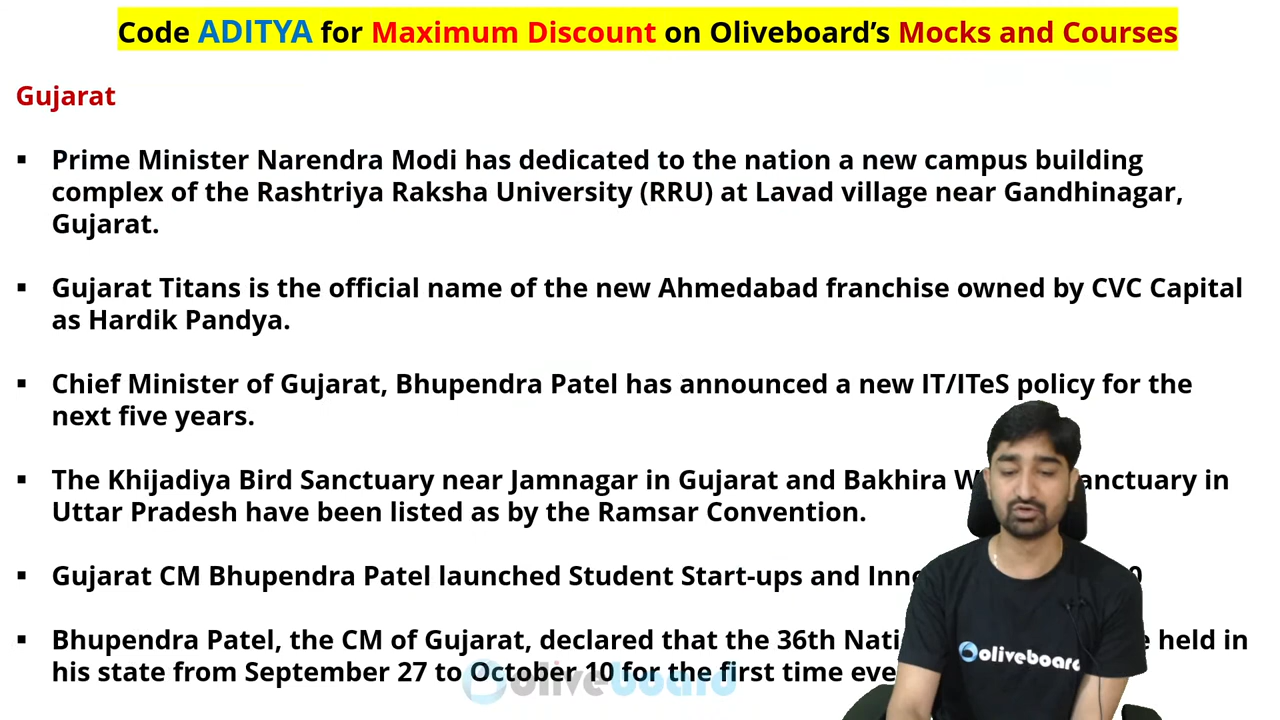 Code ADITYA for Maximum Discount on Oliveboard’s Mocks and Courses
Gujarat
▪ Prime Minister Narendra Modi has dedicated to the nation a new campus building
complex of the Rashtriya Raksha University (RRU) at Lavad village near Gandhinagar,
Gujarat.
▪ Gujarat Titans is the official name of the new Ahmedabad franchise owned by CVC Capital
as Hardik Pandya.
▪ Chief Minister of Gujarat, Bhupendra Patel has announced a new IT/ITeS policy for the
next five years.
▪ The Khijadiya Bird Sanctuary near Jamnagar in Gujarat and Bakhira anctuary in
Uttar Pradesh have been listed as by the Ramsar Convention.
▪ Gujarat CM Bhupendra Patel launched Student Start-ups and 0
▪ Bhupendra Patel, the CM of Gujarat, declared that the 36th held in
his state from September 27 to October 10 for the first time
oliveboard
oliveboard